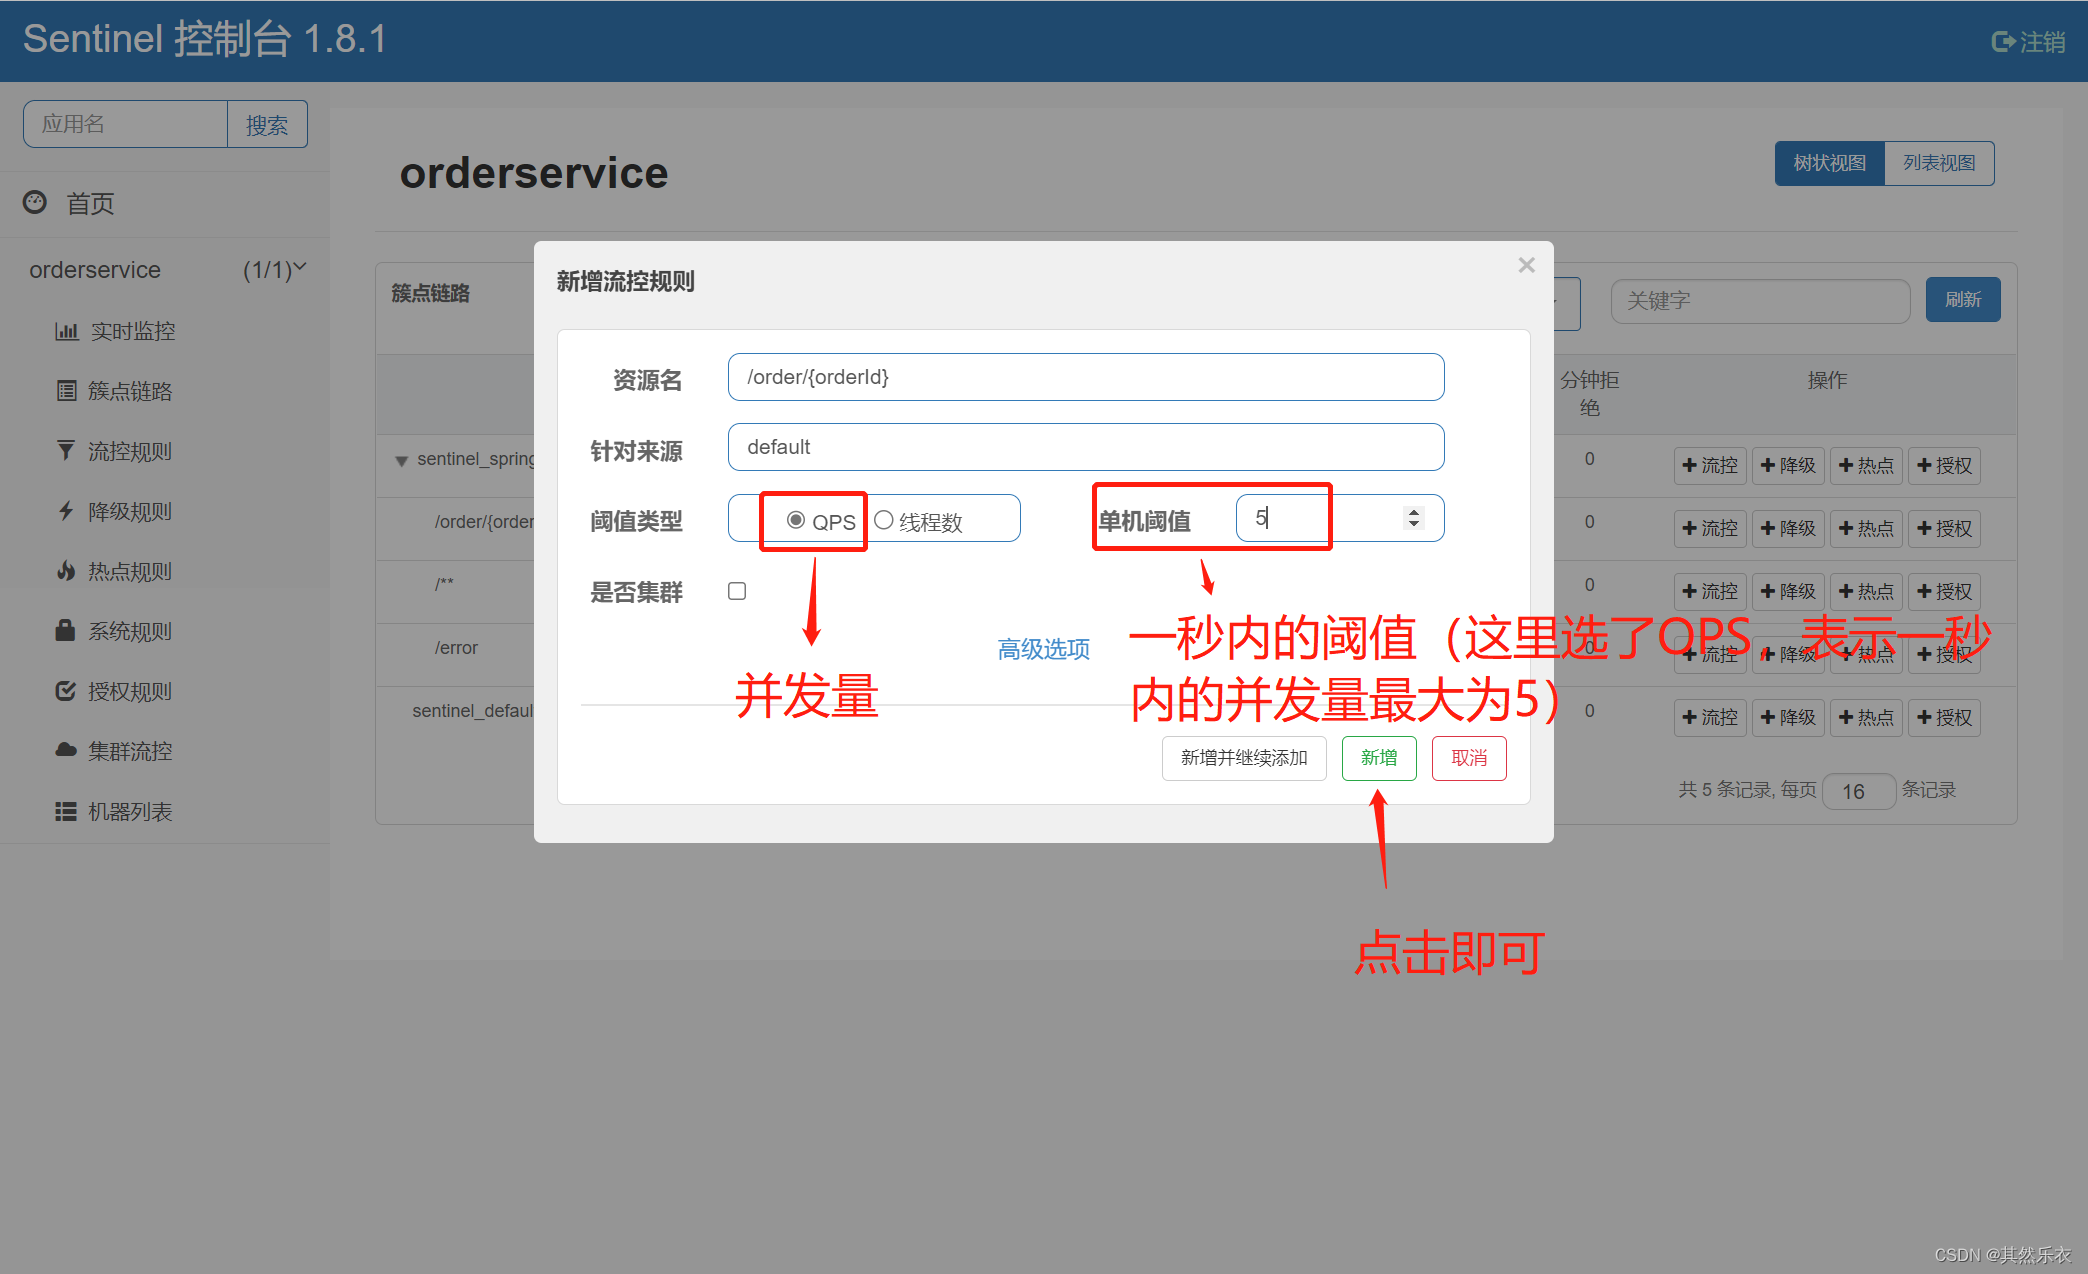 Sentinel 控制台 1.8.1
注销
应用名
搜索
首页
orderservice (1/1)
实时监控
簇点链路
流控规则
降级规则
热点规则
系统规则
授权规则
集群流控
机器列表
orderservice
树状视图 列表视图
簇点链路
关键字
刷新
分钟拒
绝
操作
sentinel_spring
0
流控 降级 热点 授权
/order/{order
0
流控 降级 热点 授权
/**
0
流控 降级 热点 授权
/error
0
流控 降级 热点 授权
sentinel_defaul
0
流控 降级 热点 授权
共 5 条记录, 每页 16 条记录
新增流控规则
×
资源名 /order/{orderId}
针对来源 default
阈值类型 QPS 线程数 单机阈值 5
是否集群
高级选项
并发量
一秒内的阈值（这里选了QPS，表示一秒
内的并发量最大为5）
新增并继续添加 新增 取消
点击即可
CSDN @其然乐衣